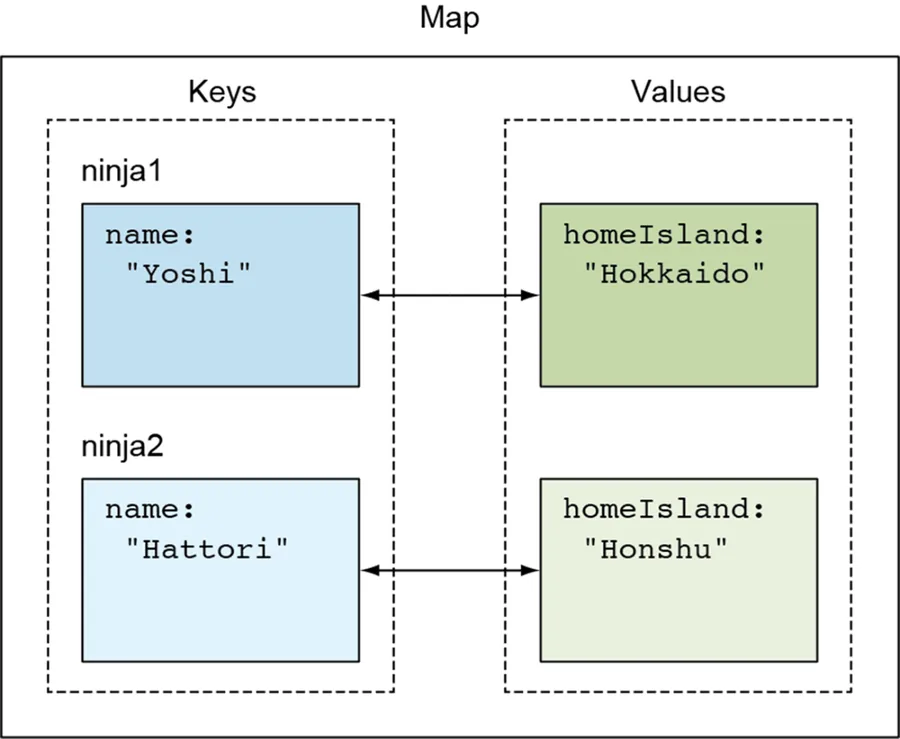 Map
Keys
Values
ninja1
name:
"Yoshi"
homeIsland:
"Hokkaido"
ninja2
name:
"Hattori"
homeIsland:
"Honshu"